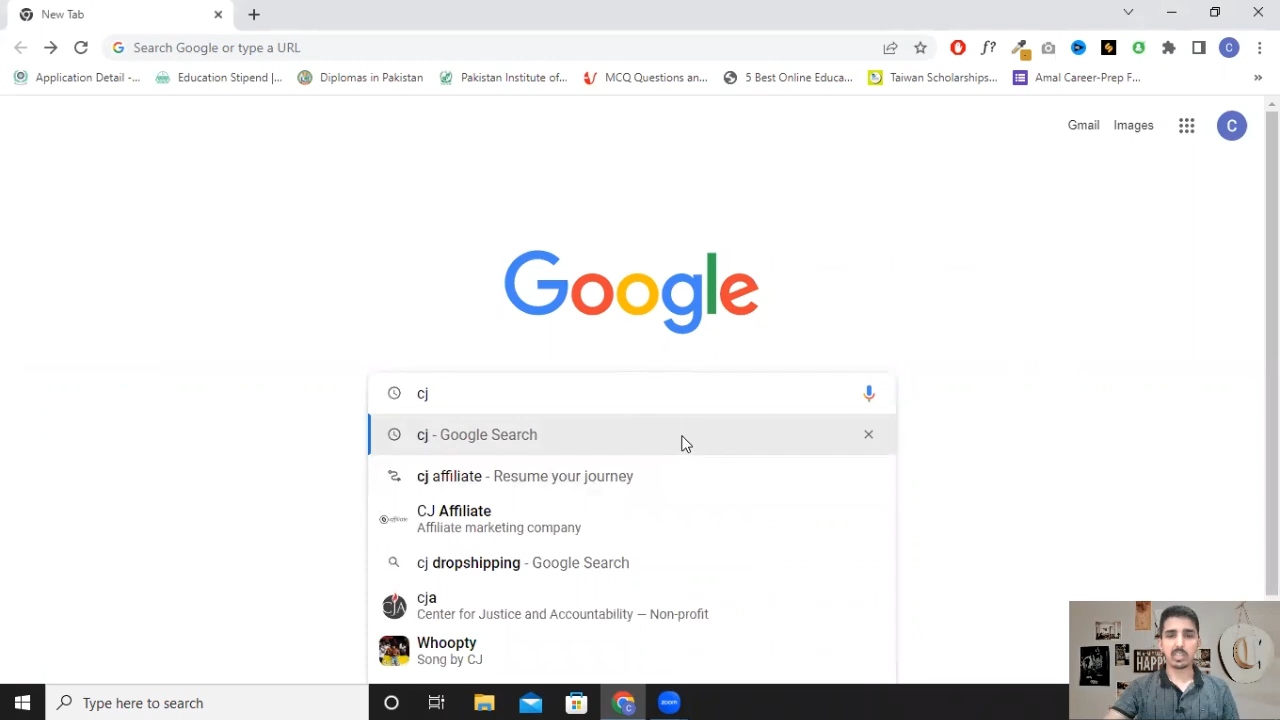 New Tab
Search Google or type a URL
f?
C
Application Detail -...
Education Stipend |...
Diplomas in Pakistan
Pakistan Institute of...
MCQ Questions an...
5 Best Online Educa...
Taiwan Scholarships...
Amal Career-Prep F...
»
Gmail
Images
C
Google
cj
cj - Google Search
cj affiliate - Resume your journey
CJ Affiliate
Affiliate marketing company
cj dropshipping - Google Search
cja
Center for Justice and Accountability — Non-profit
Whoopty
Song by CJ
HAPPY
Type here to search
zoom